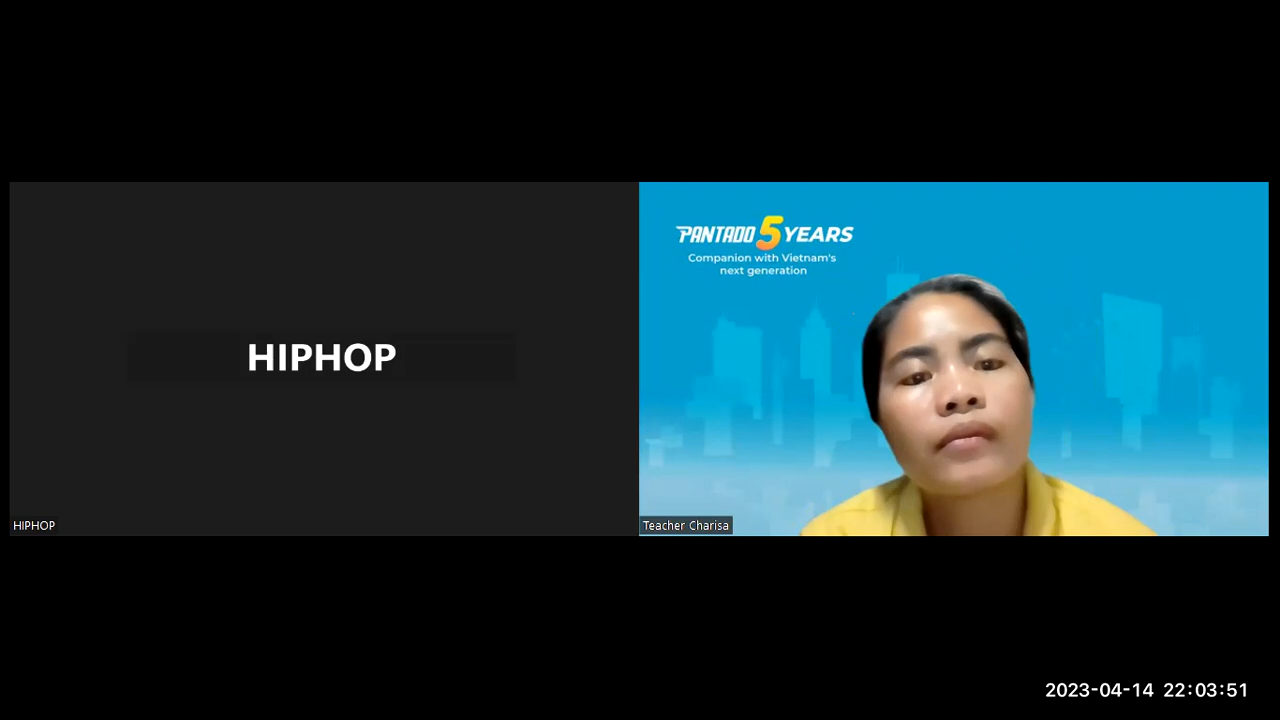 HIPHOP
HIPHOP
PANTADO 5 YEARS
Companion with Vietnam's
next generation
Teacher Charisa
2023-04-14 22:03:51